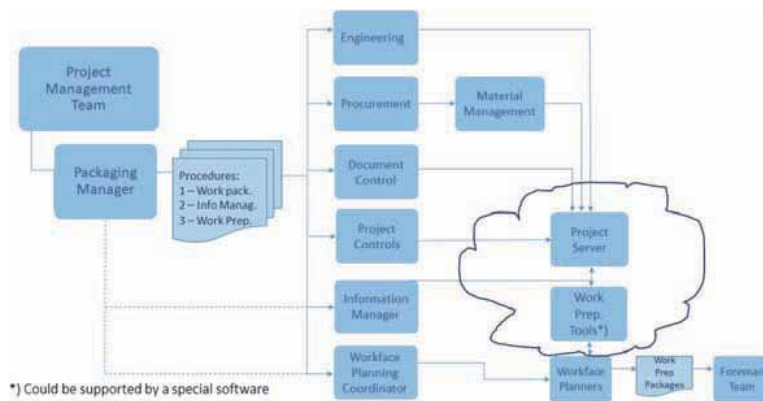 Project
Management
Team
Packaging
Manager
Procedures:
1 – Work pack.
2 – Info Manag.
3 – Work Prep.
Engineering
Procurement
Material
Management
Document
Control
Project
Controls
Project
Server
Information
Manager
Work
Prep.
Tools*)
Workface
Planning
Coordinator
Workface
Planners
Work
Prep
Packages
Foreman
Team
*) Could be supported by a special software